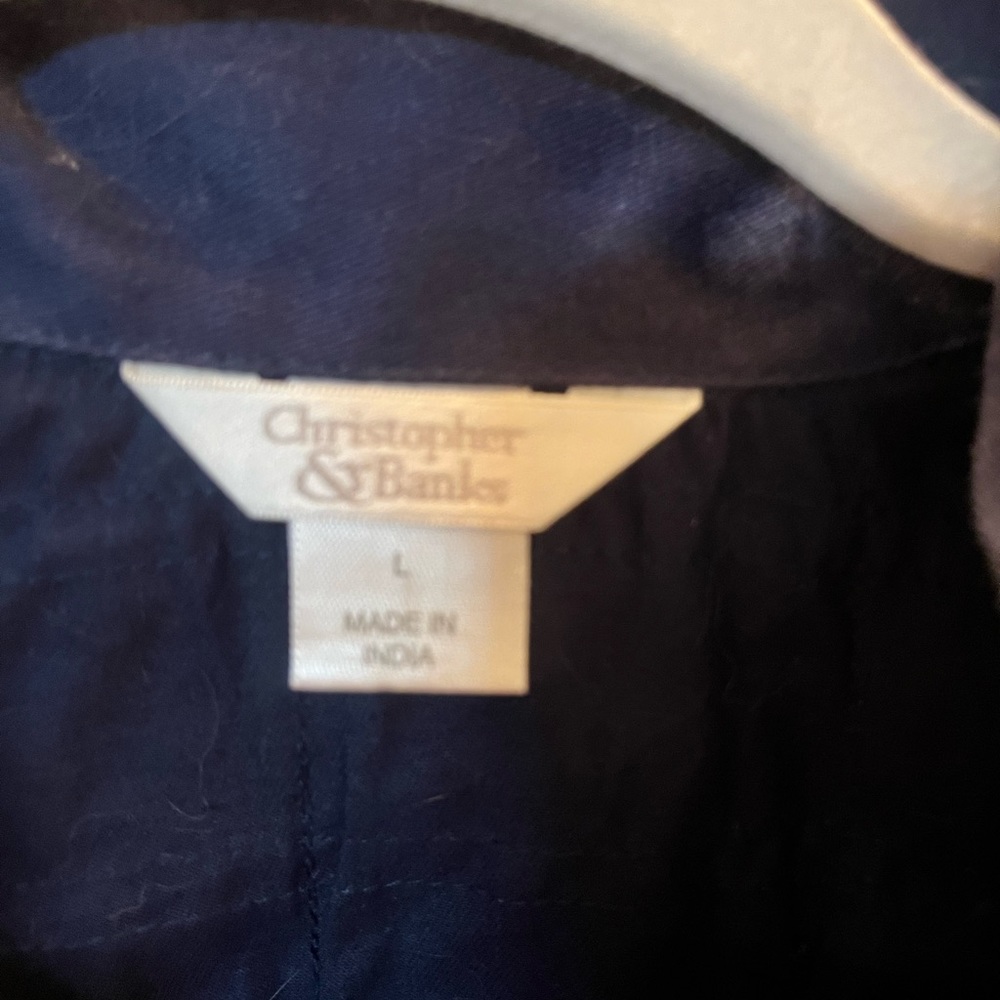 Christopher
& Banks
L
MADE IN
INDIA